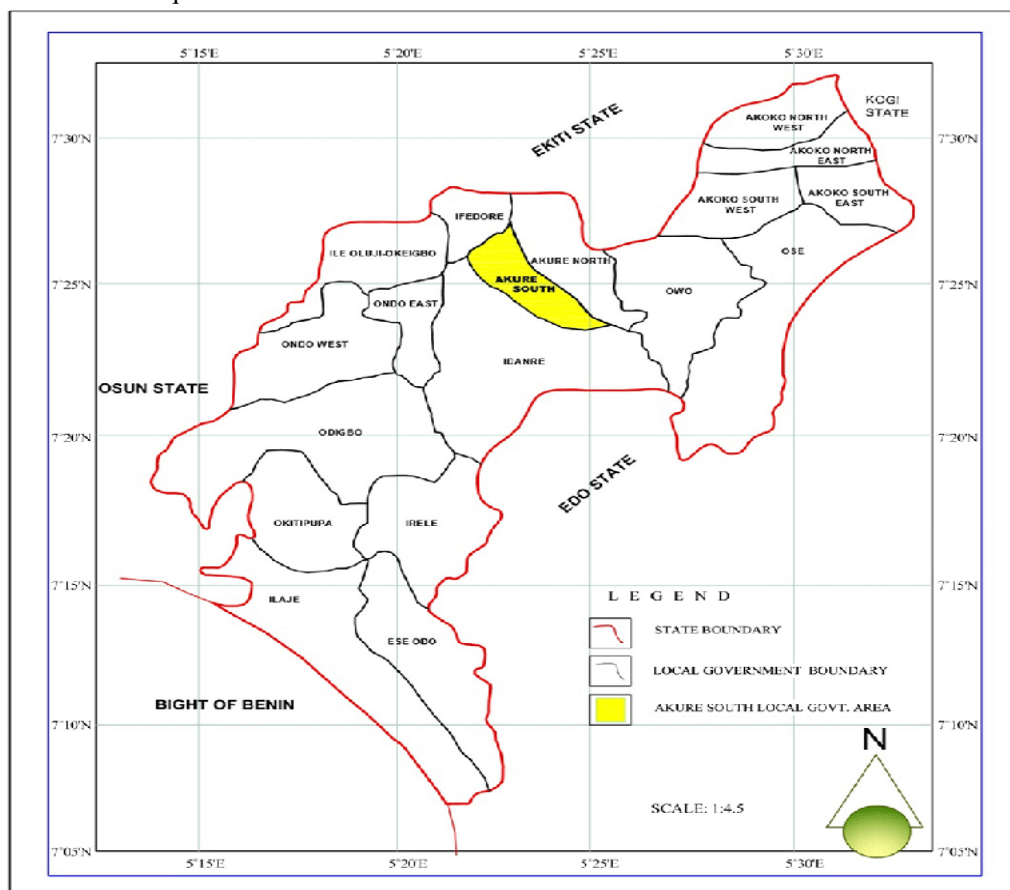 5°15'E 5°20'E 5°25'E 5°30'E
KOGI
STATE
AKOKO NORTH
WEST
7°30'N 7°30'N
EKITI STATE
AKOKO NORTH
EAST
AKOKO SOUTH
WEST
AKOKO SOUTH
EAST
IFEDORE
ILE OLUJI-OKEIGBO
AKURE NORTH
OSE
AKURE
SOUTH
7°25'N 7°25'N
OWO
ONDO EAST
ONDO WEST
IDANRE
OSUN STATE
7°20'N 7°20'N
ODIGBO
EDO STATE
OKITIPUPA
IRELE
7°15'N 7°15'N
ILAJE
LEGEND
STATE BOUNDARY
ESE ODO
LOCAL GOVERNMENT BOUNDARY
BIGHT OF BENIN
AKURE SOUTH LOCAL GOVT. AREA
7°10'N 7°10'N
N
SCALE: 1:4.5
7°05'N 7°05'N
5°15'E 5°20'E 5°25'E 5°30'E